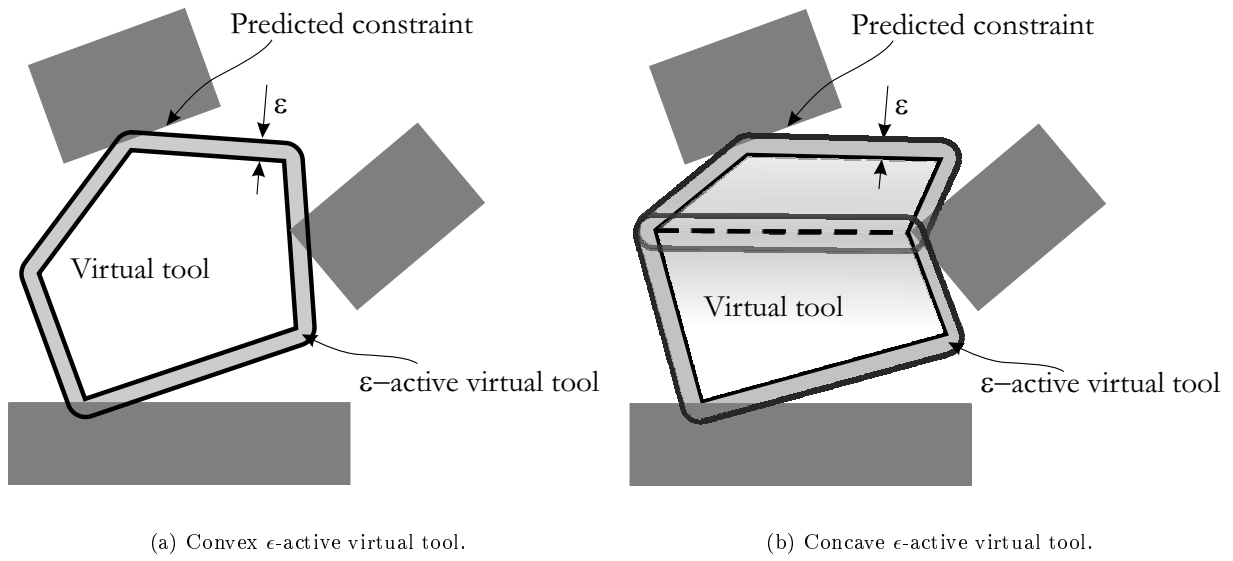 Predicted constraint
ε
Virtual tool
ε–active virtual tool
(a) Convex ϵ-active virtual tool.
Predicted constraint
ε
Virtual tool
ε–active virtual tool
(b) Concave ϵ-active virtual tool.